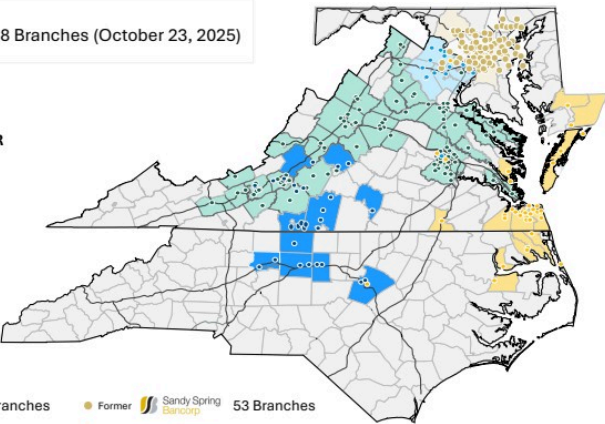 8 Branches (October 23, 2025)
R
ranches
Former Sandy Spring Bancorp 53 Branches